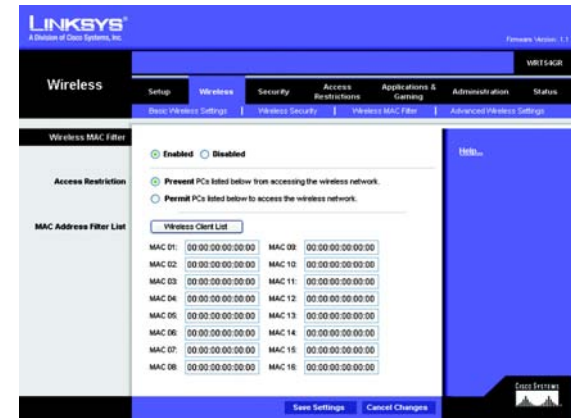 LINKSYS®
A Division of Cisco Systems, Inc.
Firmware Version: 1.1
WRT54GR
Wireless
Setup Wireless Security Access Restrictions Applications & Gaming Administration Status
Basic Wireless Settings | Wireless Security | Wireless MAC Filter | Advanced Wireless Settings
Wireless MAC Filter
Enabled Disabled
Help...
Access Restriction
Prevent PCs listed below from accessing the wireless network.
Permit PCs listed below to access the wireless network.
MAC Address Filter List
Wireless Client List
MAC 01: 00:00:00:00:00:00 MAC 09: 00:00:00:00:00:00
MAC 02: 00:00:00:00:00:00 MAC 10: 00:00:00:00:00:00
MAC 03: 00:00:00:00:00:00 MAC 11: 00:00:00:00:00:00
MAC 04: 00:00:00:00:00:00 MAC 12: 00:00:00:00:00:00
MAC 05: 00:00:00:00:00:00 MAC 13: 00:00:00:00:00:00
MAC 06: 00:00:00:00:00:00 MAC 14: 00:00:00:00:00:00
MAC 07: 00:00:00:00:00:00 MAC 15: 00:00:00:00:00:00
MAC 08: 00:00:00:00:00:00 MAC 16: 00:00:00:00:00:00
Save Settings Cancel Changes
CISCO SYSTEMS